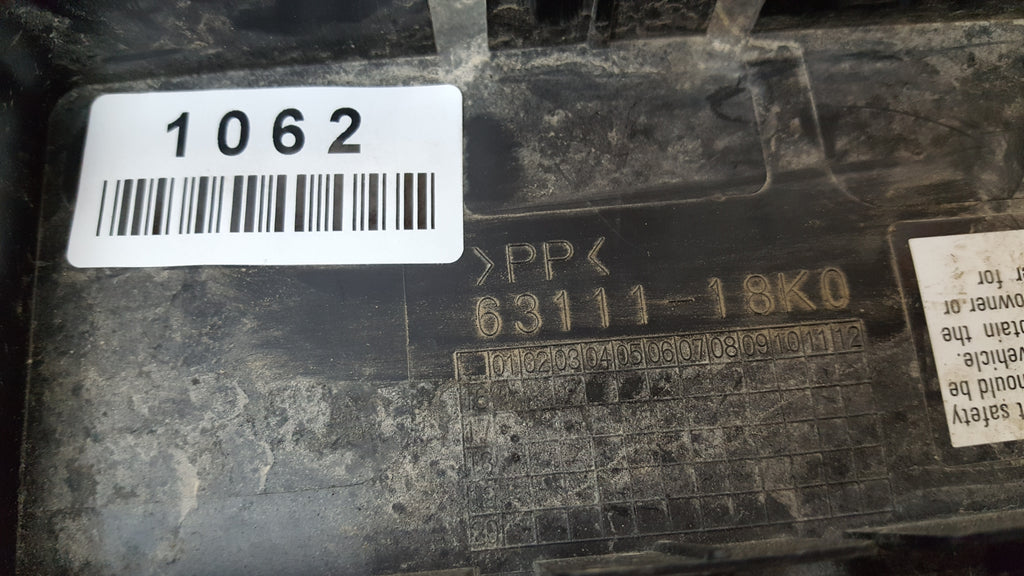 1062
>PP<
63111-18K0
01 02 03 04 05 06 07 08 09 10 11 12
r for
owner or
ptain the
vehicle.
hould be
t safety